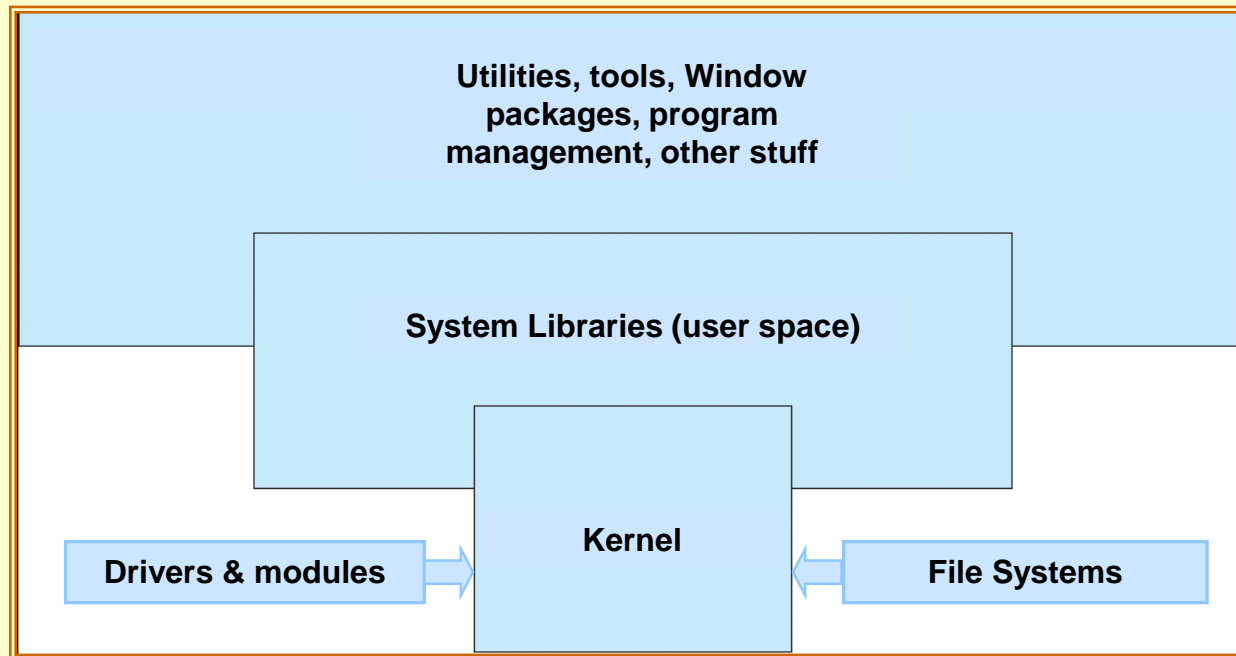 Utilities, tools, Window
packages, program
management, other stuff
System Libraries (user space)
Kernel
Drivers & modules
File Systems